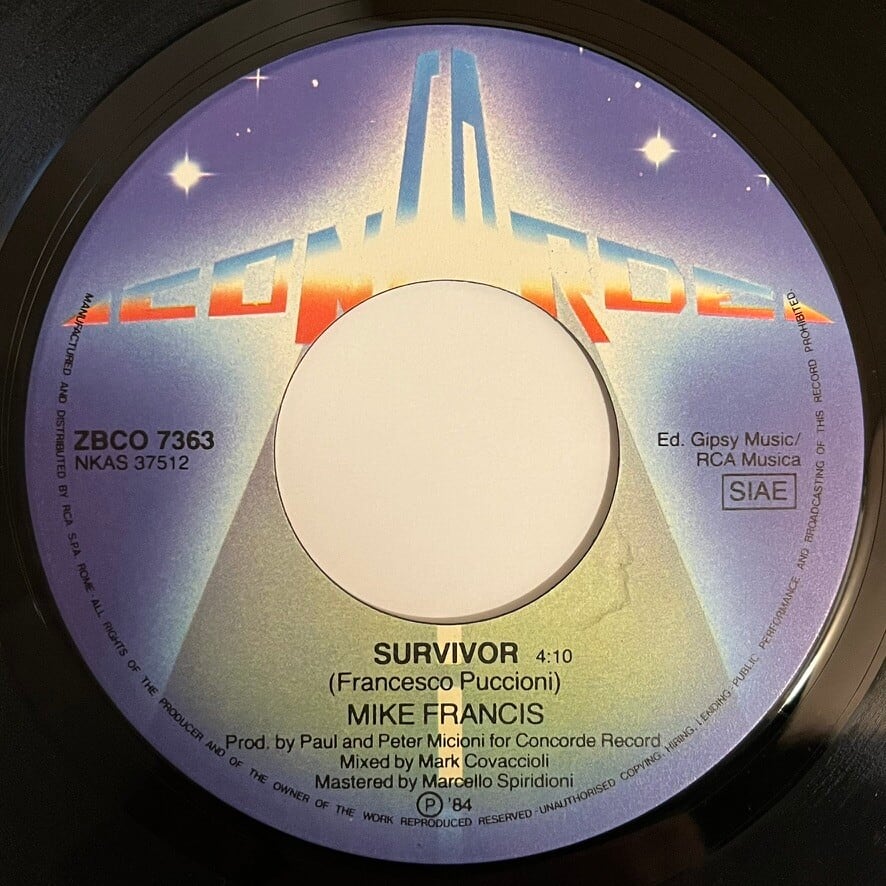 CONCORDE
ZBCO 7363
NKAS 37512
Ed. Gipsy Music/
RCA Musica
SIAE
SURVIVOR 4:10
(Francesco Puccioni)
MIKE FRANCIS
Prod. by Paul and Peter Micioni for Concorde Record
Mixed by Mark Covaccioli
Mastered by Marcello Spiridioni
Ⓟ '84
MANUFACTURED AND DISTRIBUTED BY RCA S.P.A. ROME - ALL RIGHTS OF THE PRODUCER AND OF THE OWNER OF THE WORK REPRODUCED RESERVED - UNAUTHORISED COPYING, HIRING, LENDING, PUBLIC PERFORMANCE AND BROADCASTING OF THIS RECORD PROHIBITED.